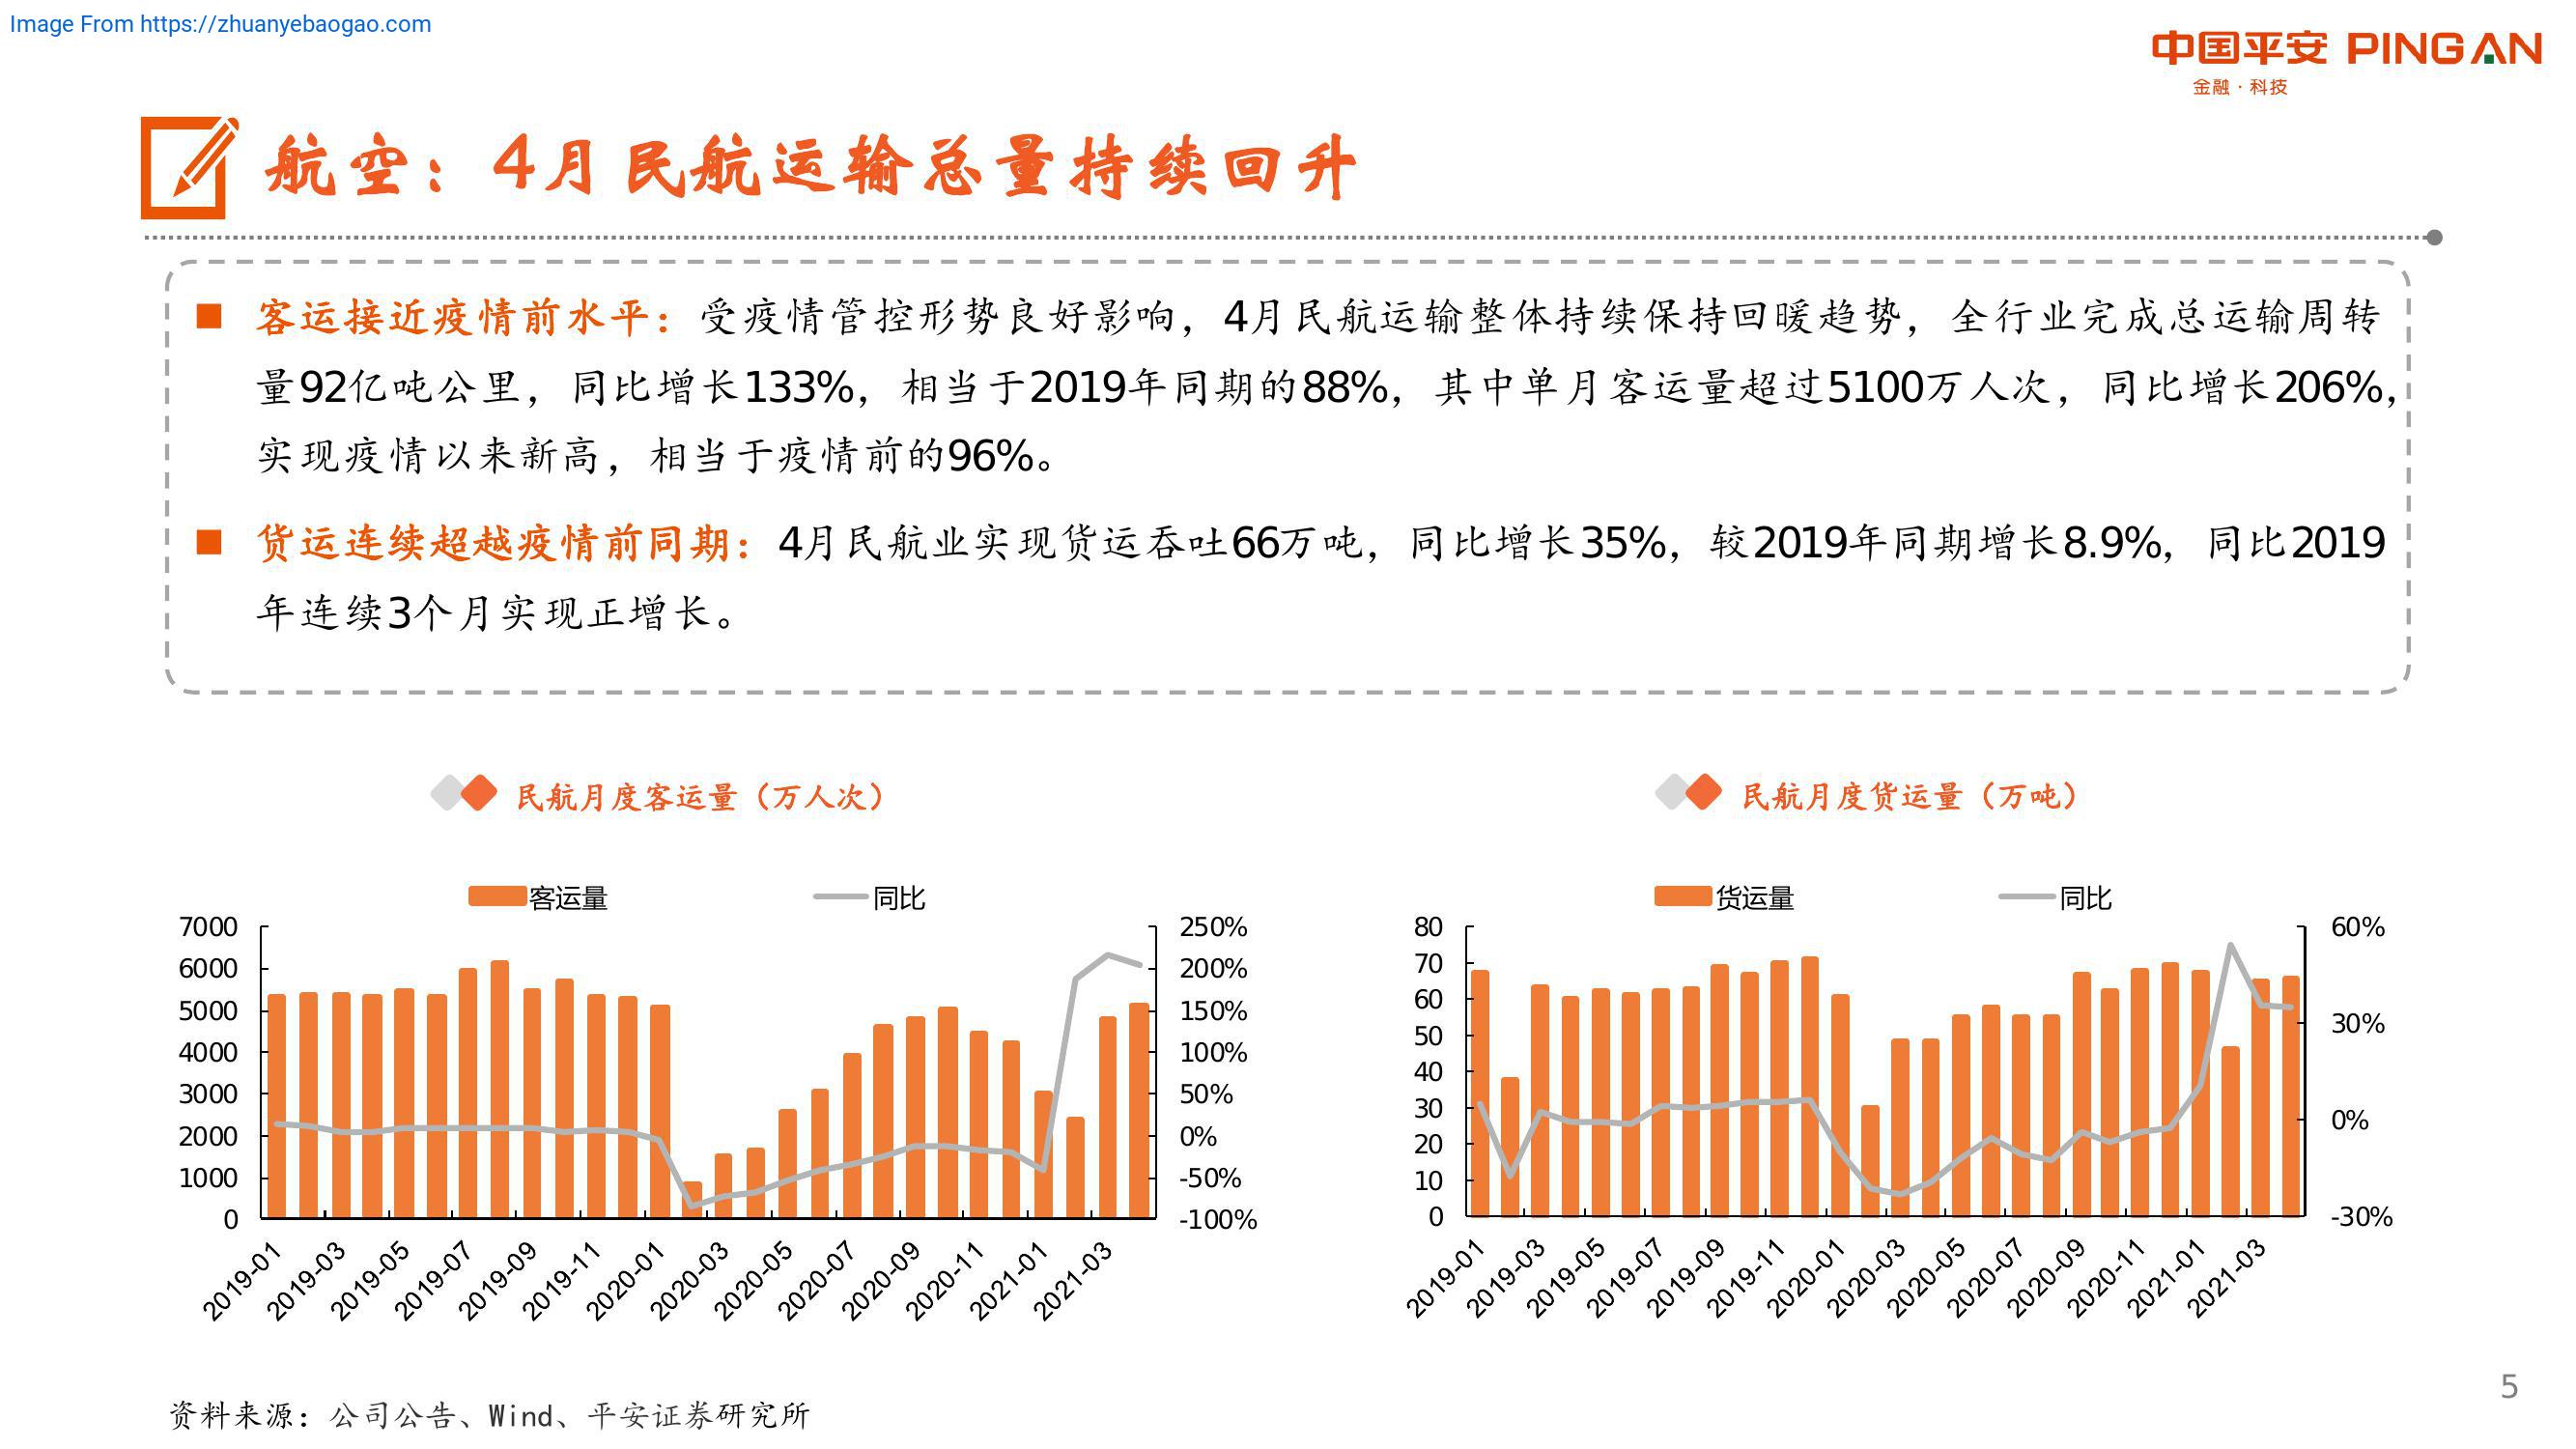 Image From https://zhuanyebaogao.com
中国平安 PINGAN
金融·科技
航空：4月民航运输总量持续回升
■ 客运接近疫情前水平：受疫情管控形势良好影响，4月民航运输整体持续保持回暖趋势，全行业完成总运输周转
量92亿吨公里，同比增长133%，相当于2019年同期的88%，其中单月客运量超过5100万人次，同比增长206%，
实现疫情以来新高，相当于疫情前的96%。
■ 货运连续超越疫情前同期：4月民航业实现货运吞吐66万吨，同比增长35%，较2019年同期增长8.9%，同比2019
年连续3个月实现正增长。
民航月度客运量（万人次）
客运量 同比
7000
6000
5000
4000
3000
2000
1000
0
250%
200%
150%
100%
50%
0%
-50%
-100%
2019-01 2019-03 2019-05 2019-07 2019-09 2019-11 2020-01 2020-03 2020-05 2020-07 2020-09 2020-11 2021-01 2021-03
民航月度货运量（万吨）
货运量 同比
80
70
60
50
40
30
20
10
0
60%
30%
0%
-30%
2019-01 2019-03 2019-05 2019-07 2019-09 2019-11 2020-01 2020-03 2020-05 2020-07 2020-09 2020-11 2021-01 2021-03
资料来源：公司公告、Wind、平安证券研究所
5